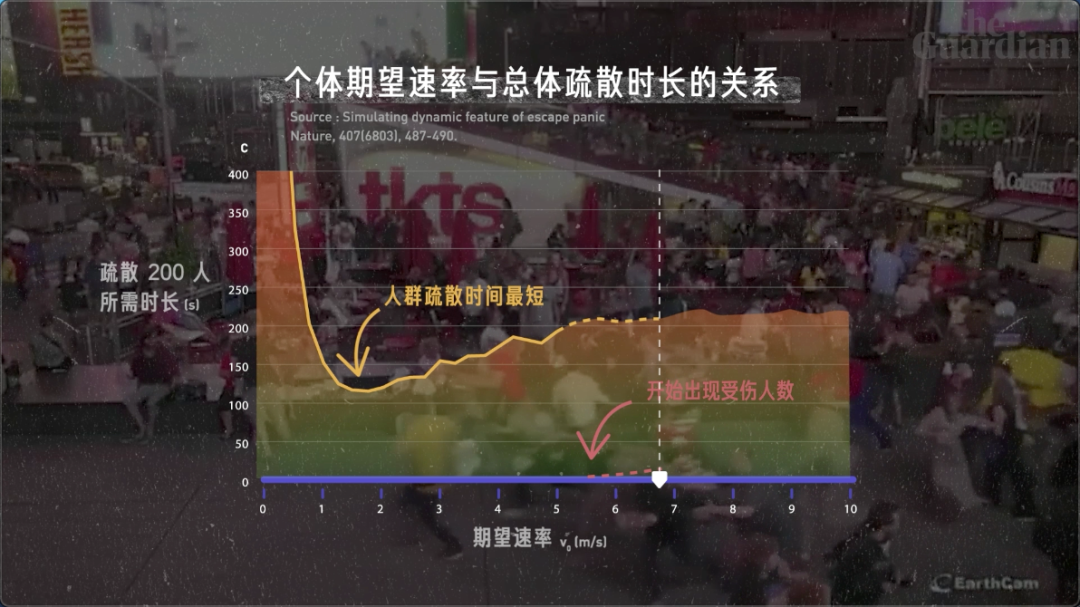 HERSH
the
Guardian
个体期望速率与总体疏散时长的关系
Source : Simulating dynamic feature of escape panic
Nature, 407(6803), 487-490.
pele
c
400
350
300
250
200
150
100
50
0
tkts
Cousins
疏散 200 人
所需时长(s)
人群疏散时间最短
开始出现受伤人数
0 1 2 3 4 5 6 7 8 9 10
期望速率 v₀(m/s)
EarthCam